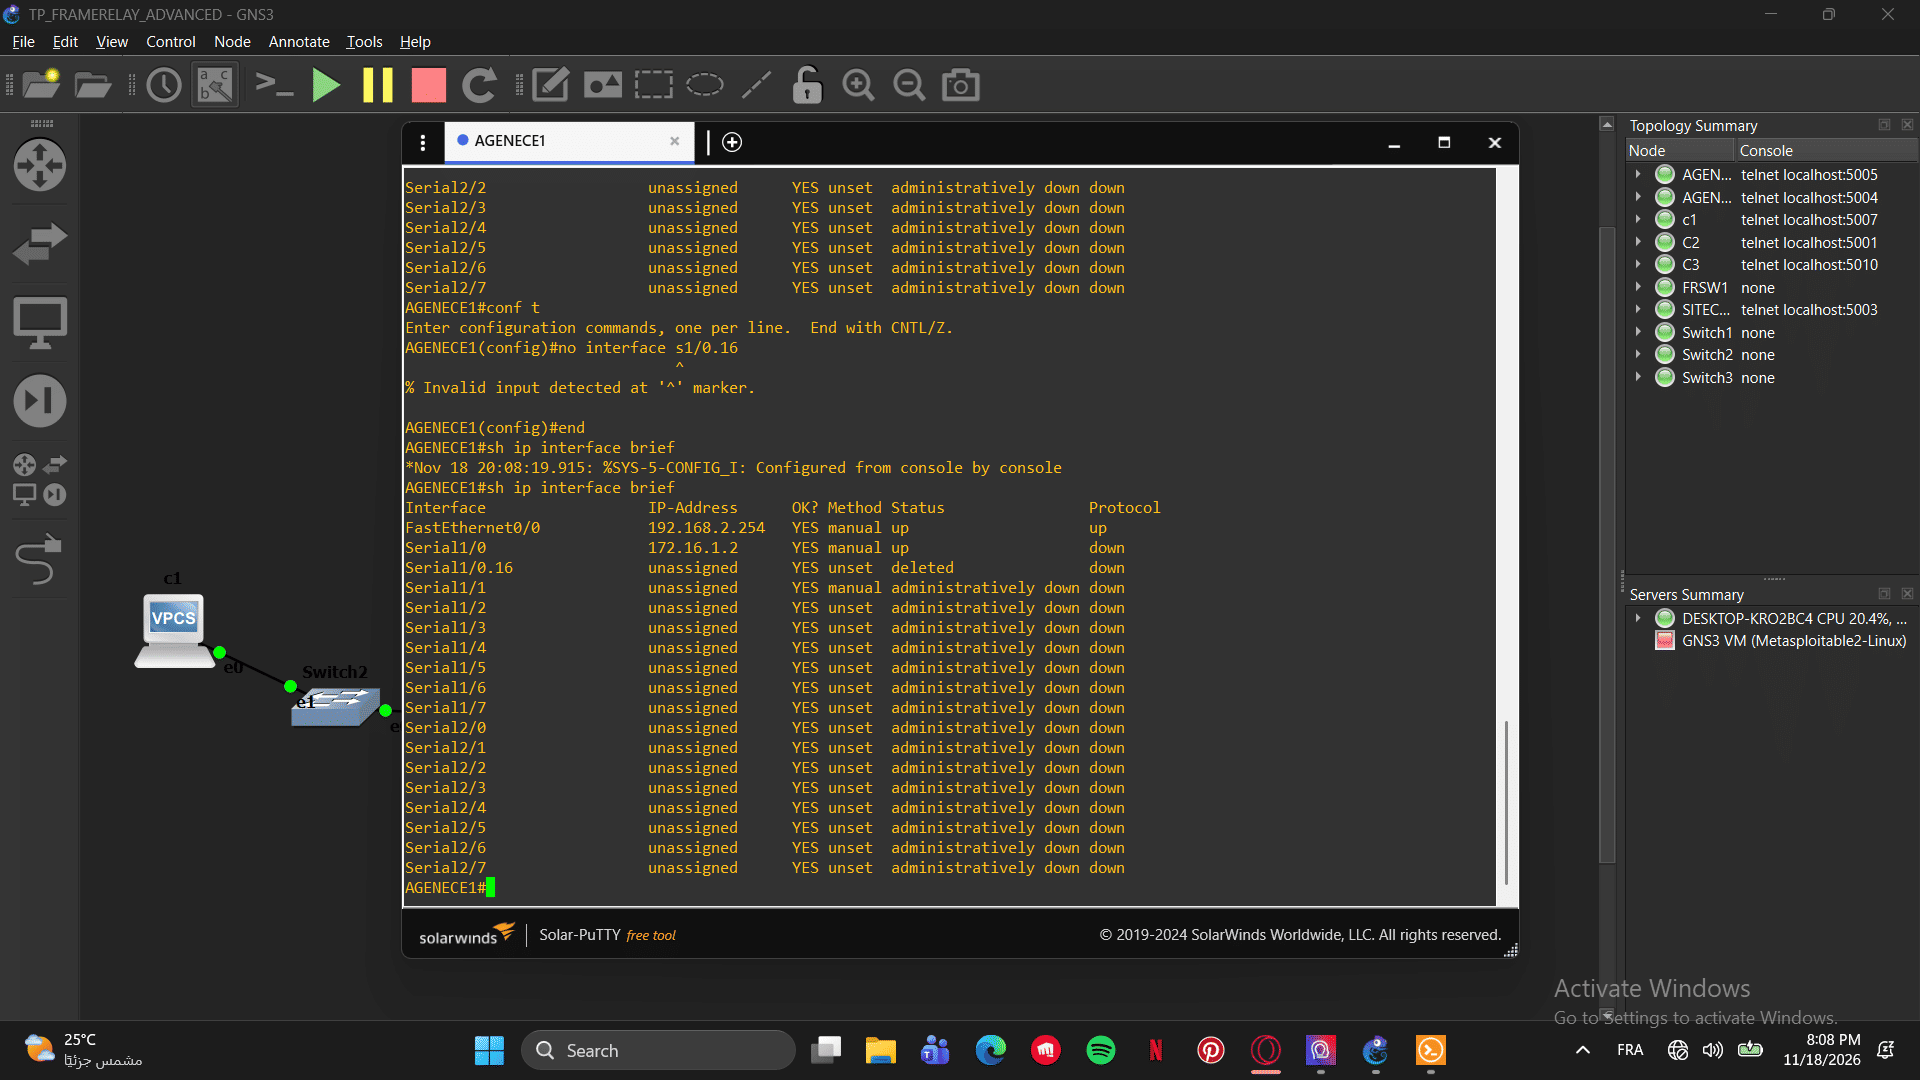 TP_FRAMERELAY_ADVANCED - GNS3
File Edit View Control Node Annotate Tools Help
AGENECE1
Serial2/2 unassigned YES unset administratively down down
Serial2/3 unassigned YES unset administratively down down
Serial2/4 unassigned YES unset administratively down down
Serial2/5 unassigned YES unset administratively down down
Serial2/6 unassigned YES unset administratively down down
Serial2/7 unassigned YES unset administratively down down
AGENECE1#conf t
Enter configuration commands, one per line. End with CNTL/Z.
AGENECE1(config)#no interface s1/0.16
^
% Invalid input detected at '^' marker.
AGENECE1(config)#end
AGENECE1#sh ip interface brief
*Nov 18 20:08:19.915: %SYS-5-CONFIG_I: Configured from console by console
AGENECE1#sh ip interface brief
Interface IP-Address OK? Method Status Protocol
FastEthernet0/0 192.168.2.254 YES manual up up
Serial1/0 172.16.1.2 YES manual up down
Serial1/0.16 unassigned YES unset deleted down
Serial1/1 unassigned YES manual administratively down down
Serial1/2 unassigned YES unset administratively down down
Serial1/3 unassigned YES unset administratively down down
Serial1/4 unassigned YES unset administratively down down
Serial1/5 unassigned YES unset administratively down down
Serial1/6 unassigned YES unset administratively down down
Serial1/7 unassigned YES unset administratively down down
Serial2/0 unassigned YES unset administratively down down
Serial2/1 unassigned YES unset administratively down down
Serial2/2 unassigned YES unset administratively down down
Serial2/3 unassigned YES unset administratively down down
Serial2/4 unassigned YES unset administratively down down
Serial2/5 unassigned YES unset administratively down down
Serial2/6 unassigned YES unset administratively down down
Serial2/7 unassigned YES unset administratively down down
AGENECE1#
solarwinds Solar-PuTTY free tool
© 2019-2024 SolarWinds Worldwide, LLC. All rights reserved.
c1
VPCS
e0
Switch2
e1
e
Topology Summary
Node Console
AGEN... telnet localhost:5005
AGEN... telnet localhost:5004
c1 telnet localhost:5007
C2 telnet localhost:5001
C3 telnet localhost:5010
FRSW1 none
SITEC... telnet localhost:5003
Switch1 none
Switch2 none
Switch3 none
Servers Summary
DESKTOP-KRO2BC4 CPU 20.4%, ...
GNS3 VM (Metasploitable2-Linux)
Activate Windows
Go to Settings to activate Windows.
25°C
مشمس جزئيًا
Search
FRA
8:08 PM
11/18/2026